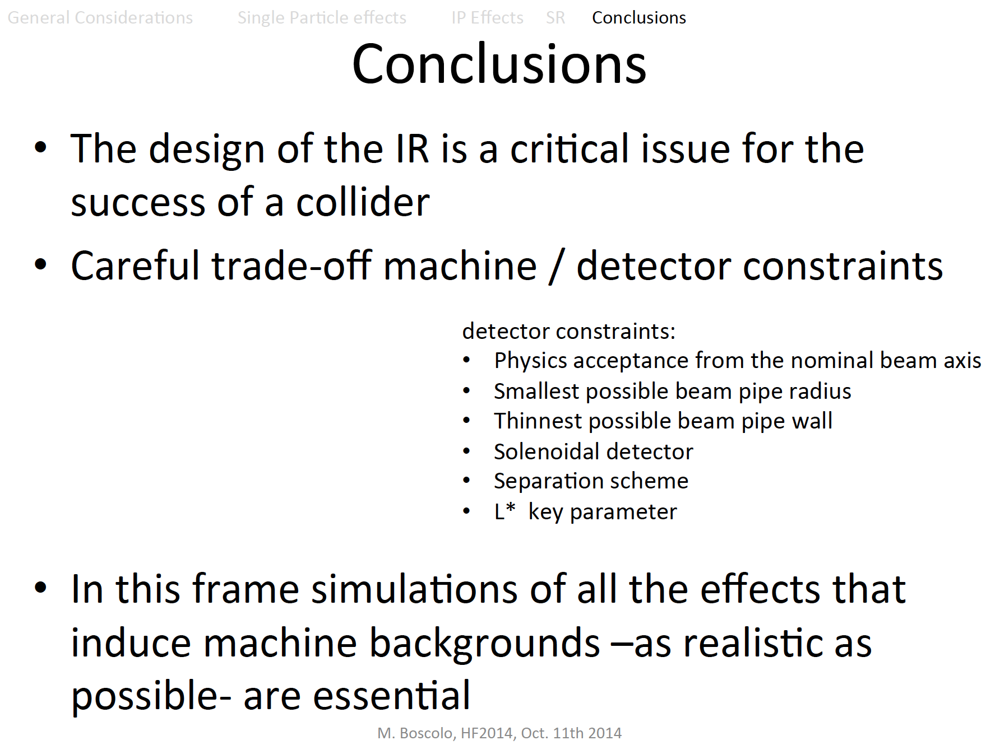 General Considerations Single Particle effects IP Effects SR Conclusions
Conclusions
• The design of the IR is a critical issue for the
success of a collider
• Careful trade-off machine / detector constraints
detector constraints:
• Physics acceptance from the nominal beam axis
• Smallest possible beam pipe radius
• Thinnest possible beam pipe wall
• Solenoidal detector
• Separation scheme
• L* key parameter
• In this frame simulations of all the effects that
induce machine backgrounds –as realistic as
possible- are essential
M. Boscolo, HF2014, Oct. 11th 2014